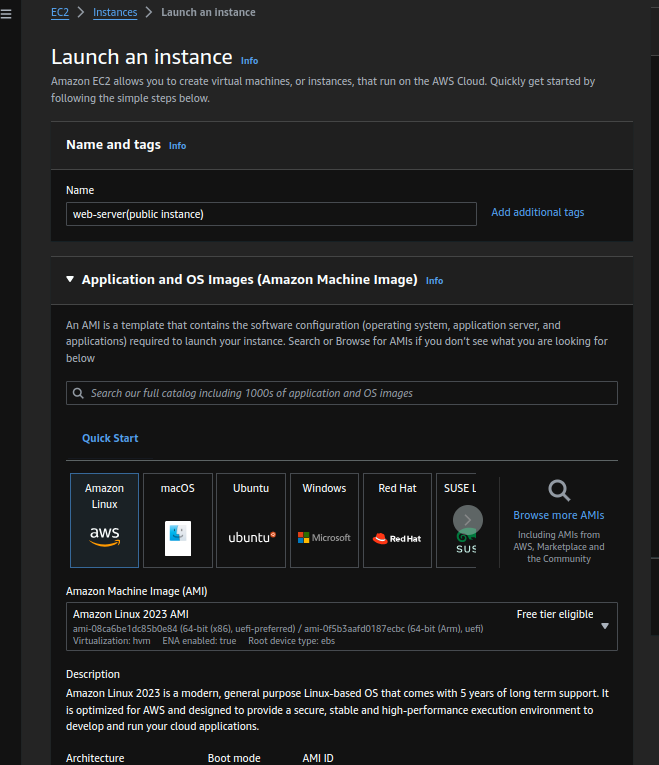 EC2 > Instances > Launch an instance
Launch an instance Info
Amazon EC2 allows you to create virtual machines, or instances, that run on the AWS Cloud. Quickly get started by
following the simple steps below.
Name and tags Info
Name
web-server(public instance)
Add additional tags
Application and OS Images (Amazon Machine Image) Info
An AMI is a template that contains the software configuration (operating system, application server, and
applications) required to launch your instance. Search or Browse for AMIs if you don't see what you are looking for
below
Search our full catalog including 1000s of application and OS images
Quick Start
Amazon
Linux
aws
macOS
Ubuntu
ubuntu
Windows
Microsoft
Red Hat
Red Hat
SUSE L
SUS
Browse more AMIs
Including AMIs from
AWS, Marketplace and
the Community
Amazon Machine Image (AMI)
Amazon Linux 2023 AMI
Free tier eligible
ami-08ca6be1dc85b0e84 (64-bit (x86), uefi-preferred) / ami-0f5b3aafd0187ecbc (64-bit (Arm), uefi)
Virtualization: hvm ENA enabled: true Root device type: ebs
Description
Amazon Linux 2023 is a modern, general purpose Linux-based OS that comes with 5 years of long term support. It
is optimized for AWS and designed to provide a secure, stable and high-performance execution environment to
develop and run your cloud applications.
Architecture Boot mode AMI ID